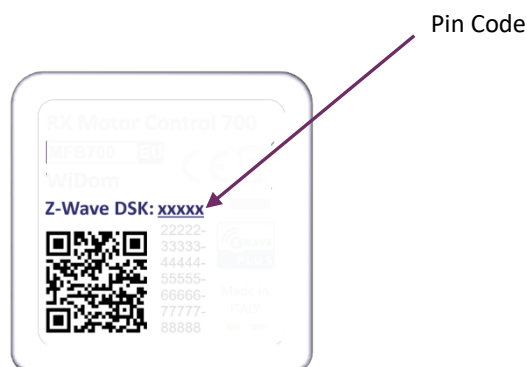 Pin Code
RX Motor Control 700
MFB700 EU
WiDom
Z-Wave DSK: xxxxx
22222-
33333-
44444-
55555-
66666-
77777-
88888
Made in